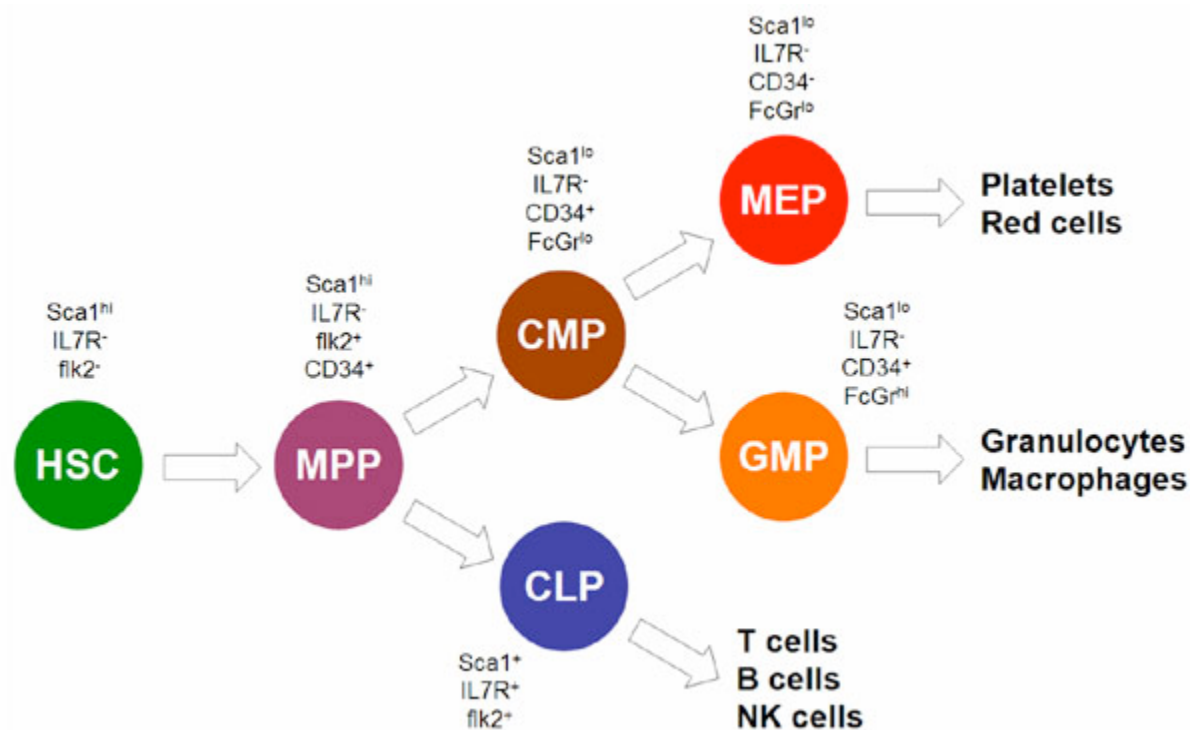 Sca1ˡᵒ
IL7R⁻
CD34⁻
FcGrˡᵒ
MEP
Platelets
Red cells
Sca1ˡᵒ
IL7R⁻
CD34⁺
FcGrˡᵒ
CMP
Sca1ʰⁱ
IL7R⁻
flk2⁻
HSC
Sca1ʰⁱ
IL7R⁻
flk2⁺
CD34⁺
MPP
Sca1ˡᵒ
IL7R⁻
CD34⁺
FcGrʰⁱ
GMP
Granulocytes
Macrophages
CLP
Sca1⁺
IL7R⁺
flk2⁺
T cells
B cells
NK cells